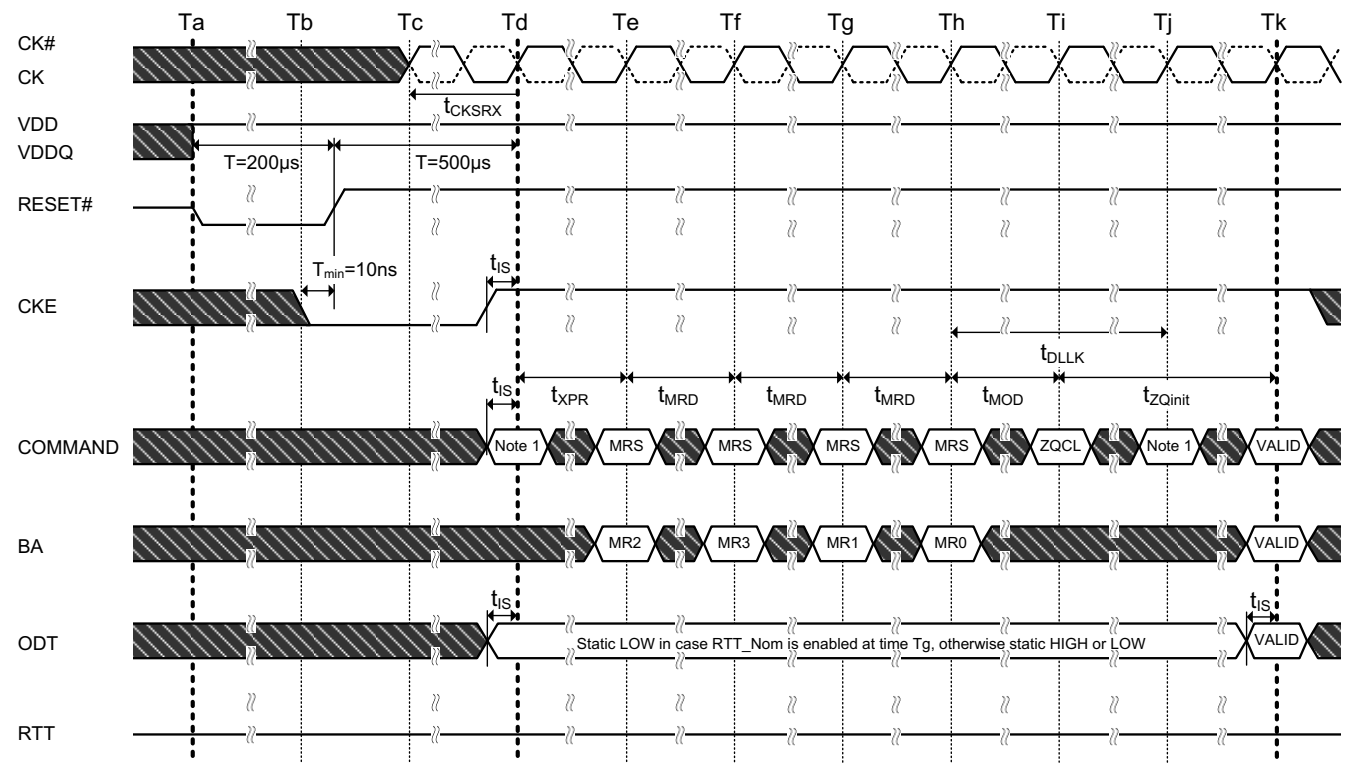 Ta Tb Tc Td Te Tf Tg Th Ti Tj Tk
CK#
CK
tCKSRX
VDD
VDDQ
T=200µs T=500µs
RESET#
Tmin=10ns
tIS
CKE
tDLLK
tIS
tXPR tMRD tMRD tMRD tMOD tZQinit
COMMAND Note 1 MRS MRS MRS MRS ZQCL Note 1 VALID
BA MR2 MR3 MR1 MR0 VALID
tIS tIS
ODT Static LOW in case RTT_Nom is enabled at time Tg, otherwise static HIGH or LOW VALID
RTT